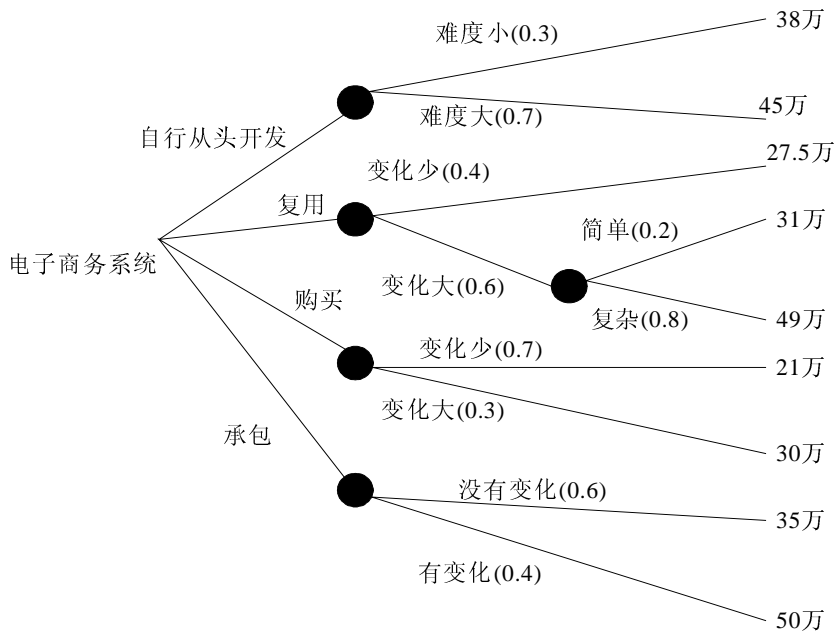 难度小(0.3)
38万
难度大(0.7)
45万
自行从头开发
变化少(0.4)
27.5万
复用
简单(0.2)
31万
电子商务系统
变化大(0.6)
复杂(0.8)
49万
购买
变化少(0.7)
21万
变化大(0.3)
30万
承包
没有变化(0.6)
35万
有变化(0.4)
50万